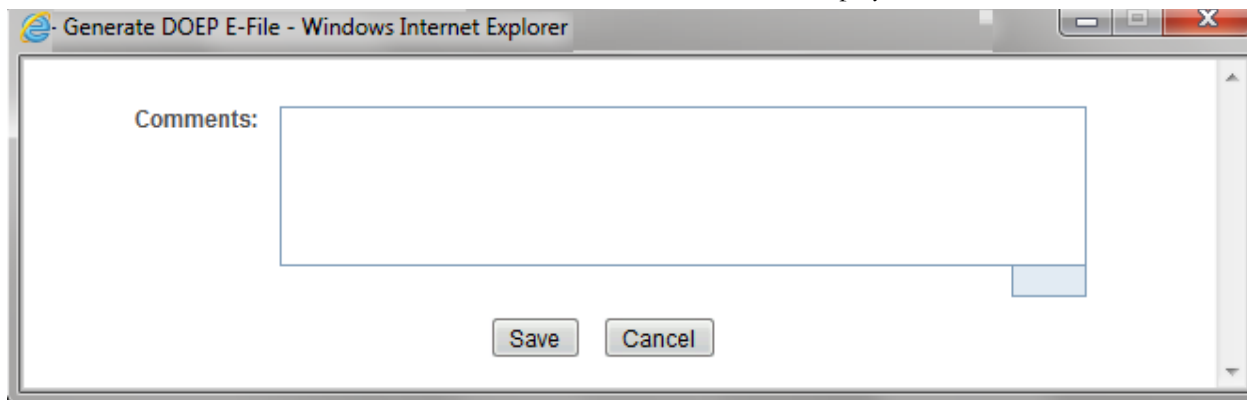 - Generate DOEP E-File - Windows Internet Explorer
Comments:
Save Cancel